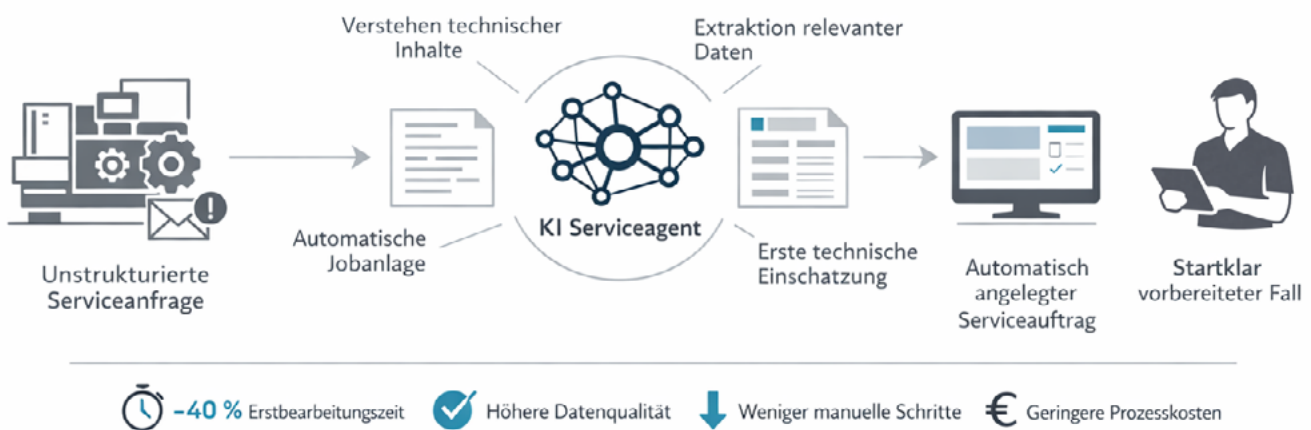 Verstehen technischer
Inhalte
Extraktion relevanter
Daten
KI Serviceagent
Automatische
Jobanlage
Erste technische
Einschatzung
Unstrukturierte
Serviceanfrage
Automatisch
angelegter
Serviceauftrag
Startklar
vorbereiteter Fall
-40 % Erstbearbeitungszeit
Höhere Datenqualität
Weniger manuelle Schritte
€ Geringere Prozesskosten